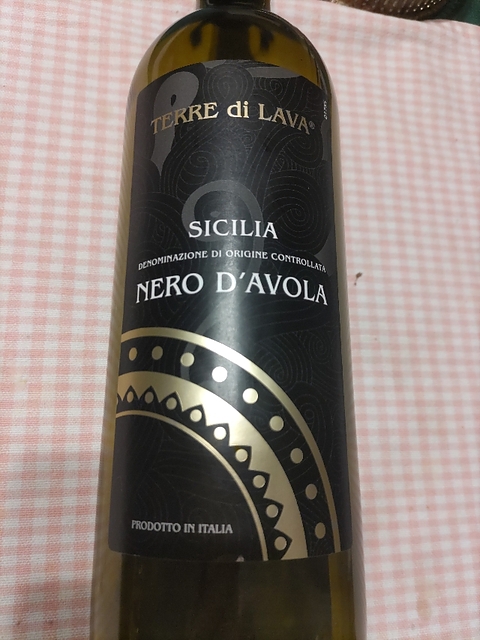 TERRE di LAVA®
SICILIA
DENOMINAZIONE DI ORIGINE CONTROLLATA
NERO D'AVOLA
PRODOTTO IN ITALIA